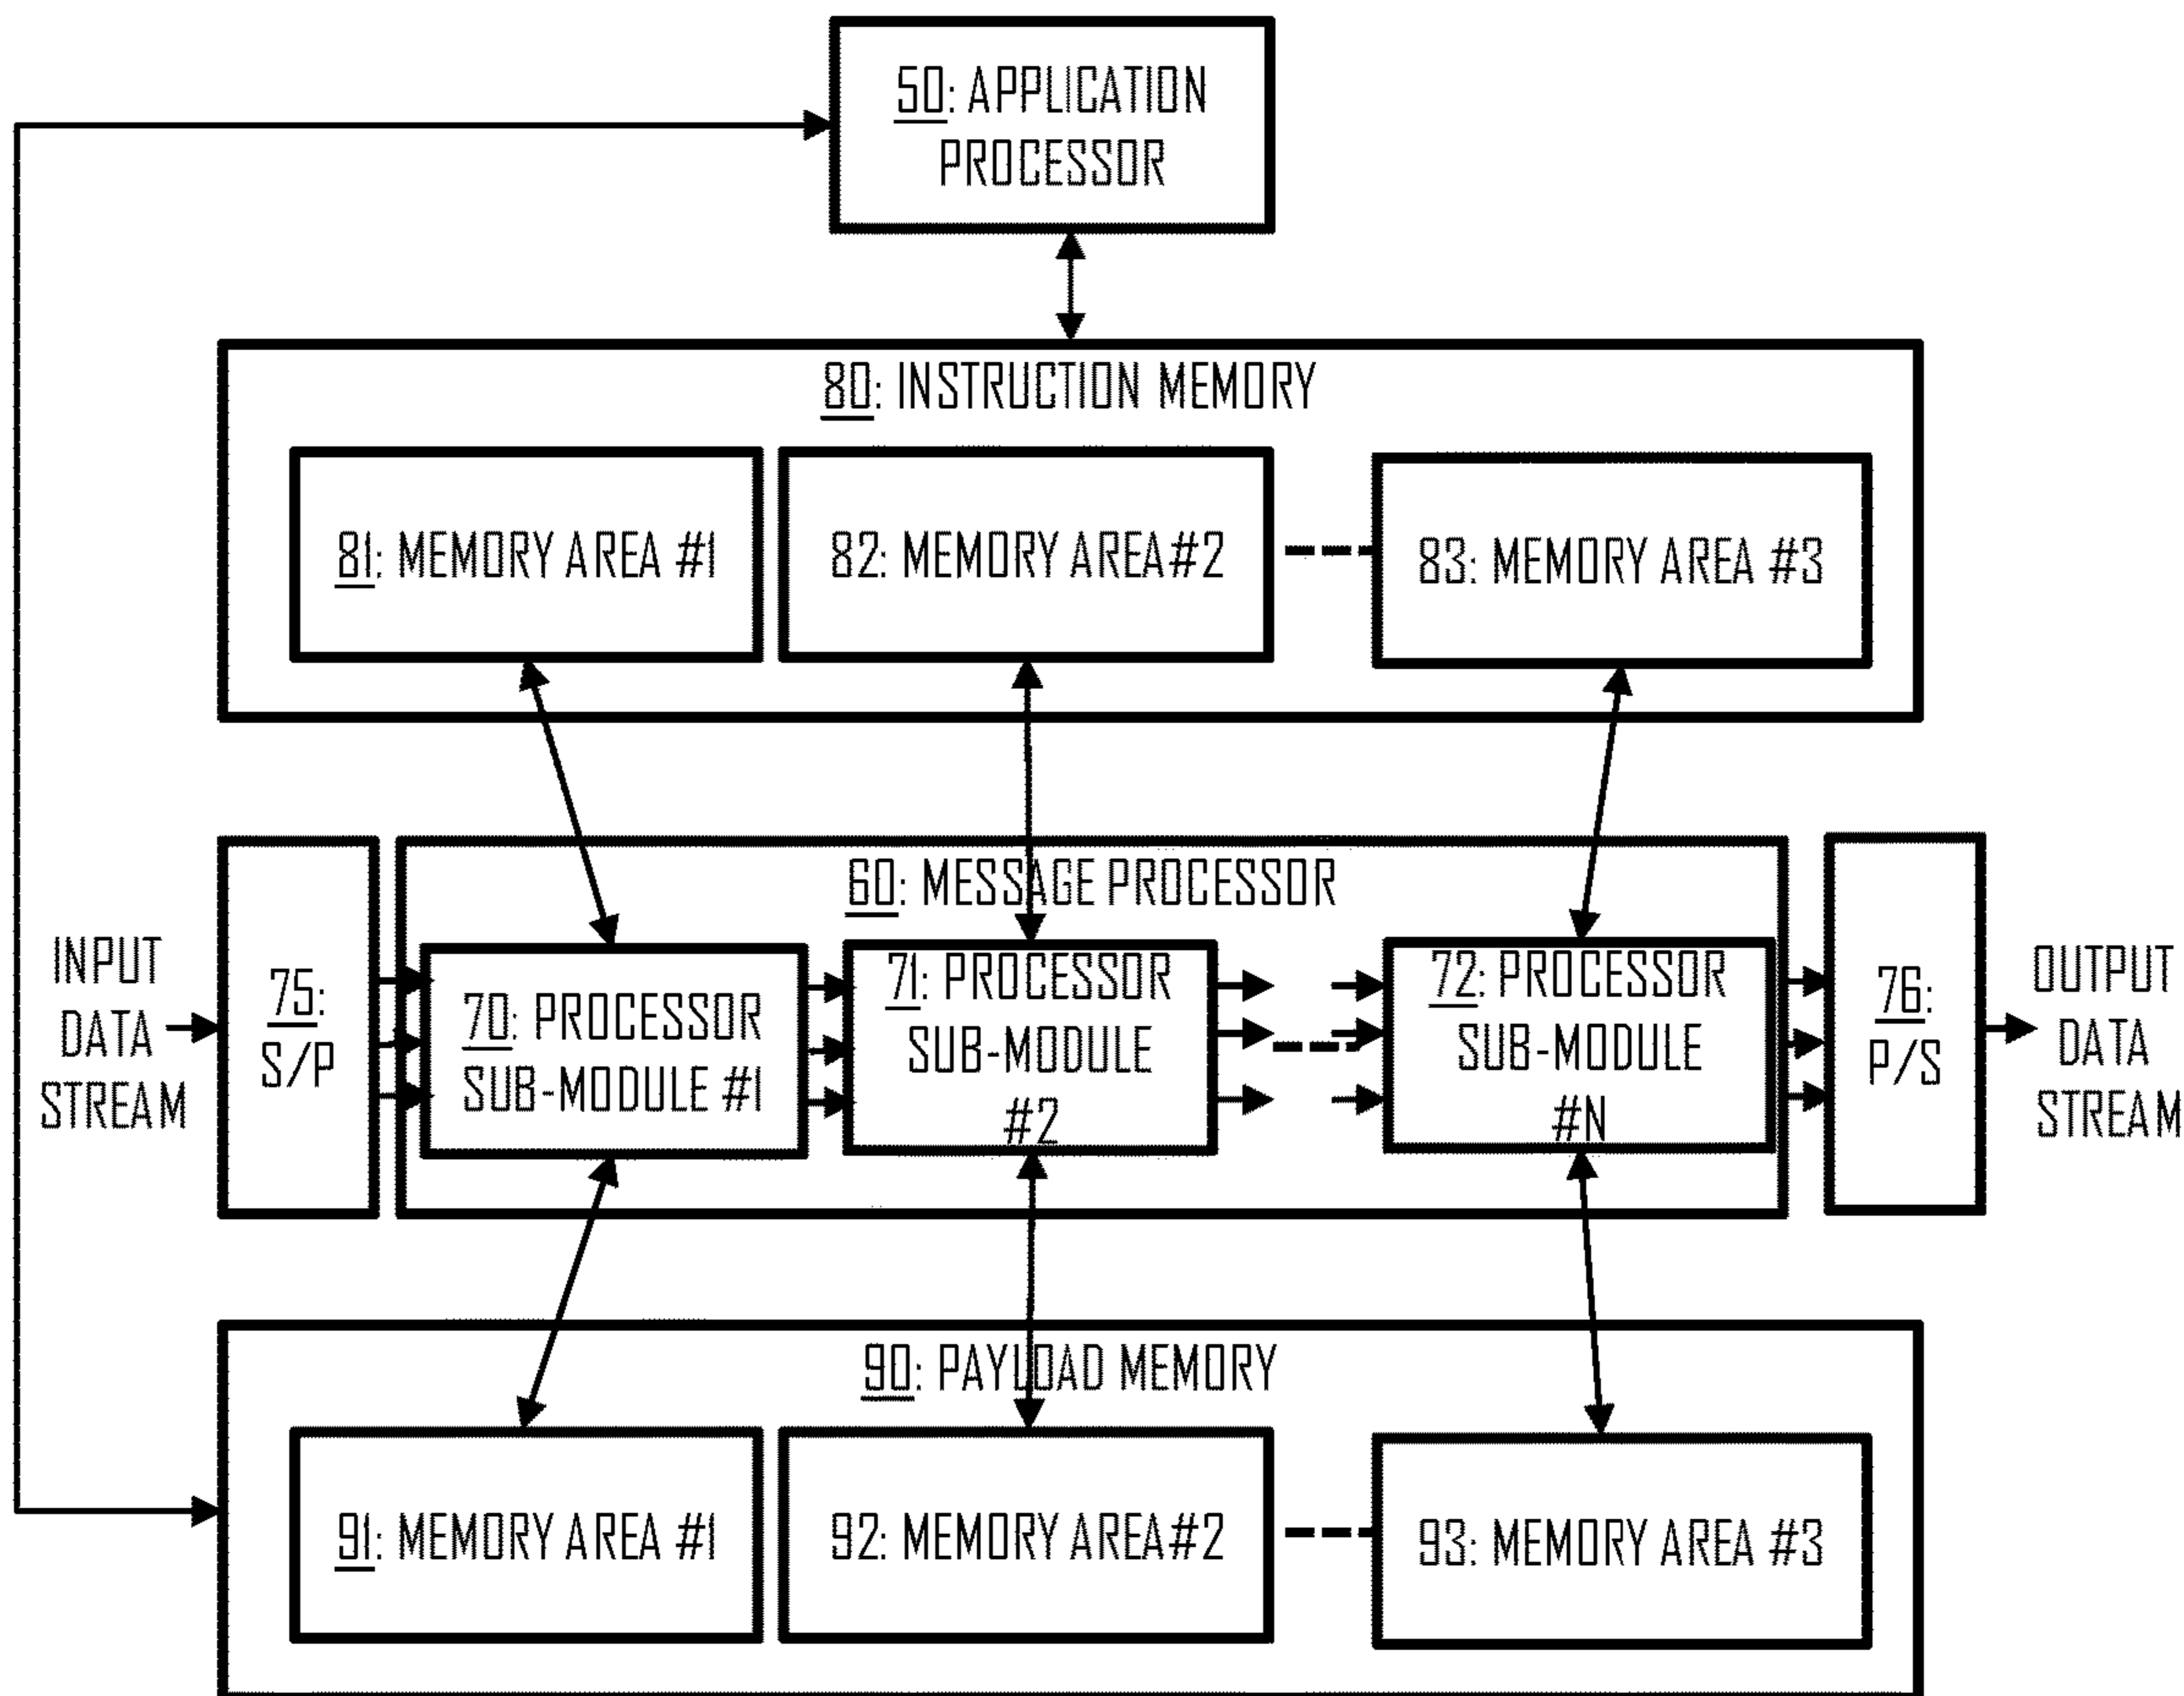 50: APPLICATION
PROCESSOR
80: INSTRUCTION MEMORY
81: MEMORY AREA #1
82: MEMORY AREA#2
83: MEMORY AREA #3
60: MESSAGE PROCESSOR
INPUT
DATA
STREAM
75:
S/P
70: PROCESSOR
SUB-MODULE #1
71: PROCESSOR
SUB-MODULE
#2
72: PROCESSOR
SUB-MODULE
#N
76:
P/S
OUTPUT
DATA
STREAM
90: PAYLOAD MEMORY
91: MEMORY AREA #1
92: MEMORY AREA#2
93: MEMORY AREA #3